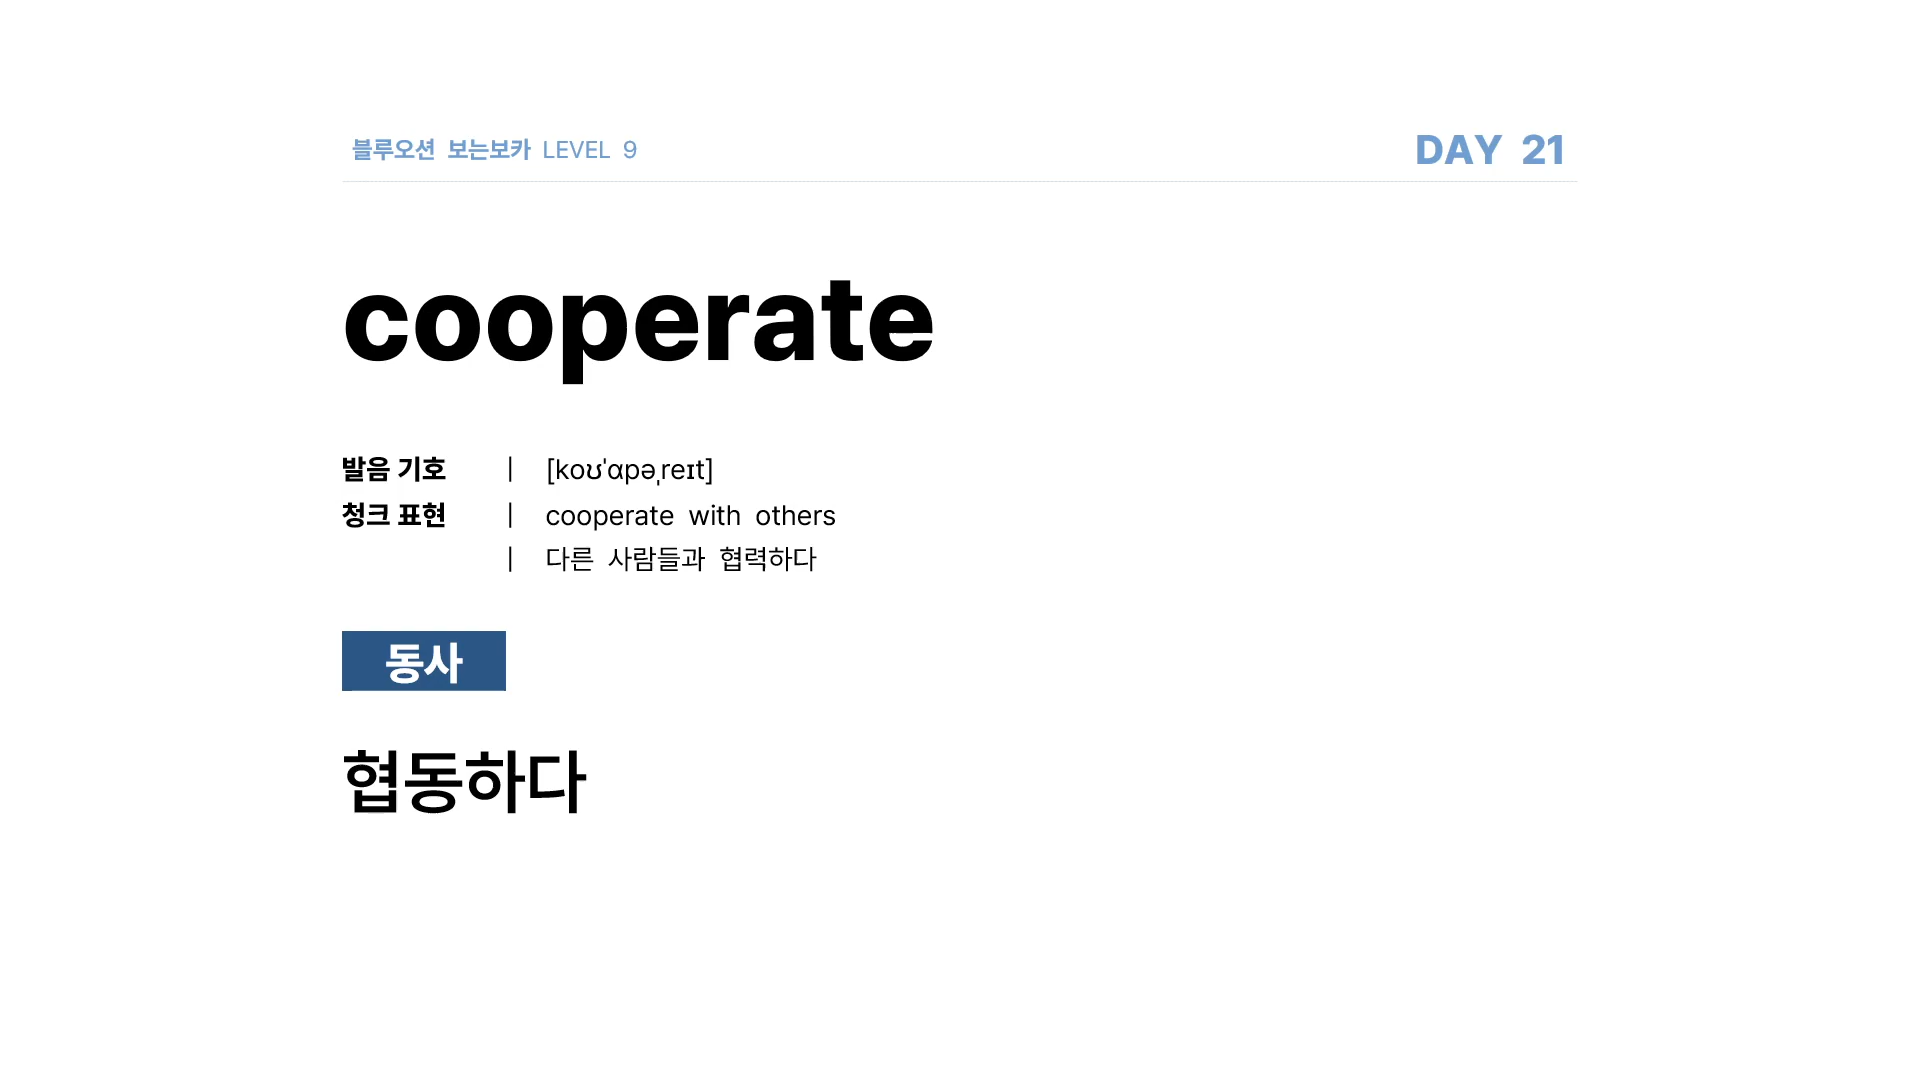 블루오션 보는보카 LEVEL 9
DAY 21
cooperate
발음 기호 | [koʊˈɑpəˌreɪt]
청크 표현 | cooperate with others
| 다른 사람들과 협력하다
동사
협동하다